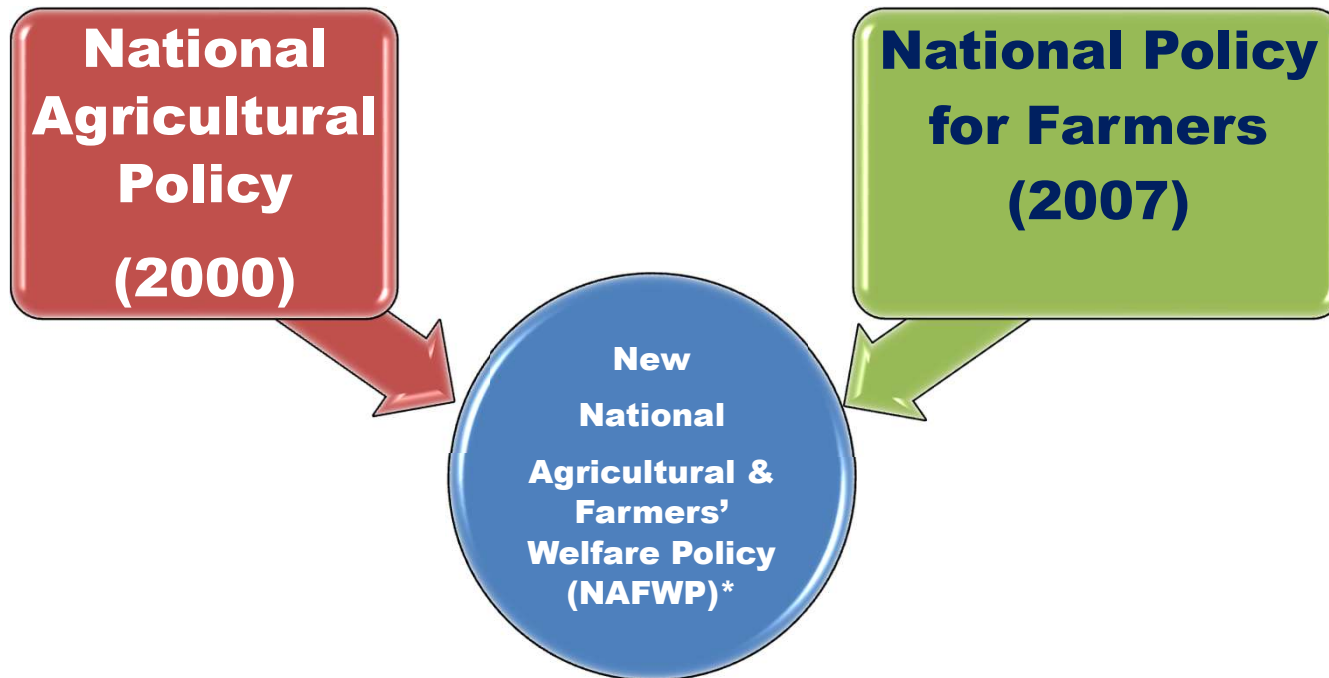 National
Agricultural
Policy
(2000)
National Policy
for Farmers
(2007)
New
National
Agricultural &
Farmers’
Welfare Policy
(NAFWP)*